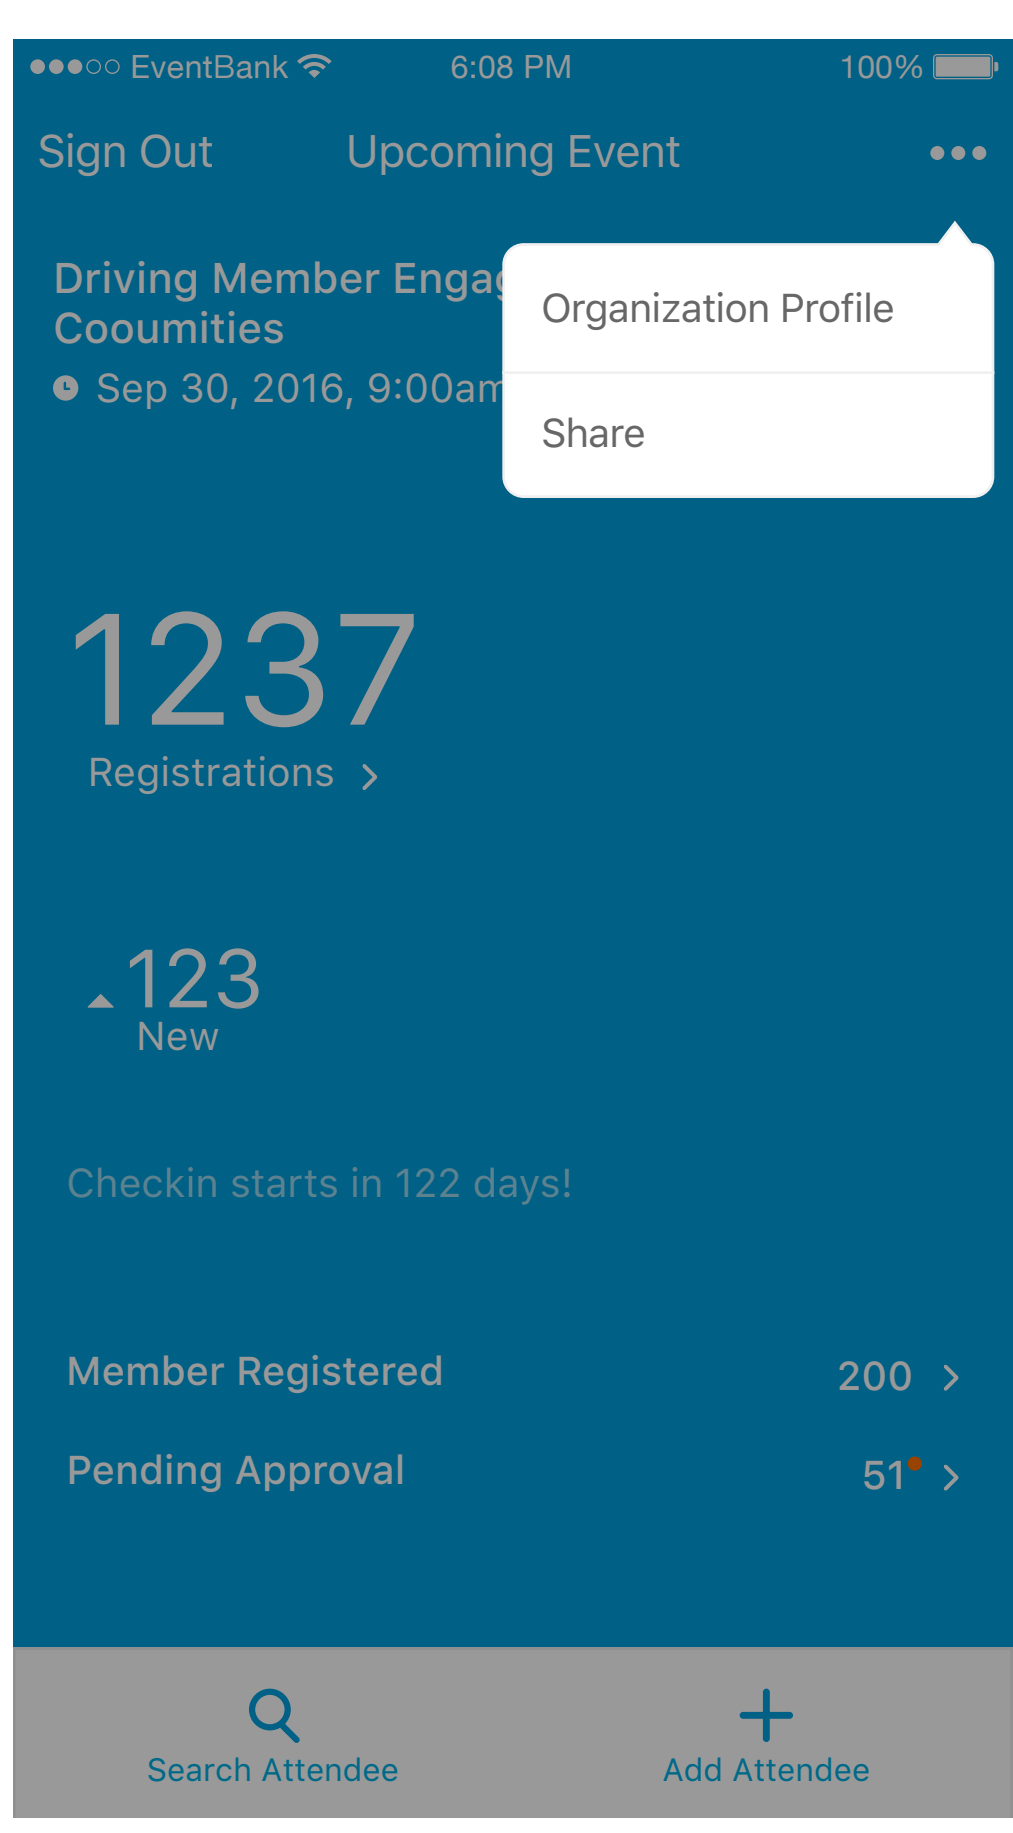 EventBank 6:08 PM 100%
Sign Out Upcoming Event
Driving Member
Cooumities
Sep 30, 2016, 9:00am
Organization Profile
Share
1237
Registrations
123
New
Checkin starts in 122 days!
Member Registered 200
Pending Approval 51
Search Attendee Add Attendee